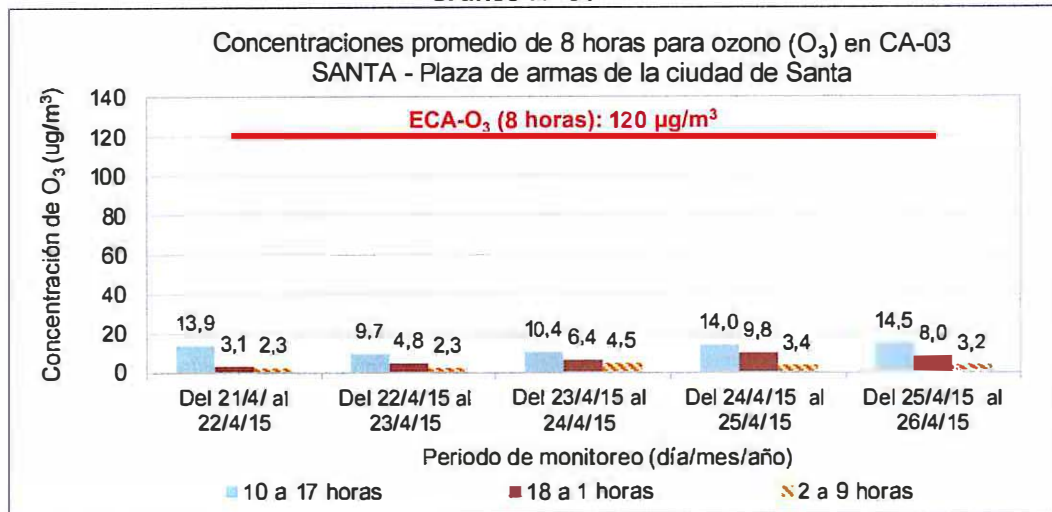 Concentraciones promedio de 8 horas para ozono (O₃) en CA-03
SANTA - Plaza de armas de la ciudad de Santa
Concentración de O₃ (ug/m³)
140
120
100
80
60
40
20
0
ECA-O₃ (8 horas): 120 µg/m³
13,9 3,1 2,3 9,7 4,8 2,3 10,4 6,4 4,5 14,0 9,8 3,4 14,5 8,0 3,2
Del 21/4/ al 22/4/15
Del 22/4/15 al 23/4/15
Del 23/4/15 al 24/4/15
Del 24/4/15 al 25/4/15
Del 25/4/15 al 26/4/15
Periodo de monitoreo (día/mes/año)
10 a 17 horas 18 a 1 horas 2 a 9 horas